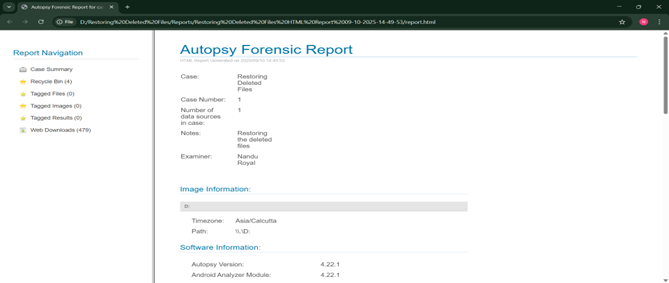 Autopsy Forensic Report for ca
File D:/Restoring%20Deleted%20Files/Reports/Restoring%20Deleted%20Files%20HTML%20Report%2009-10-2025-14-49-53/report.html
Report Navigation
Case Summary
Recycle Bin (4)
Tagged Files (0)
Tagged Images (0)
Tagged Results (0)
Web Downloads (479)
Autopsy Forensic Report
HTML Report Generated on 2025/09/10 14:49:53
Case: Restoring
Deleted
Files
Case Number: 1
Number of 1
data sources
in case:
Notes: Restoring
the deleted
files
Examiner: Nandu
Royal
Image Information:
D:
Timezone: Asia/Calcutta
Path: \\.\D:
Software Information:
Autopsy Version: 4.22.1
Android Analyzer Module: 4.22.1